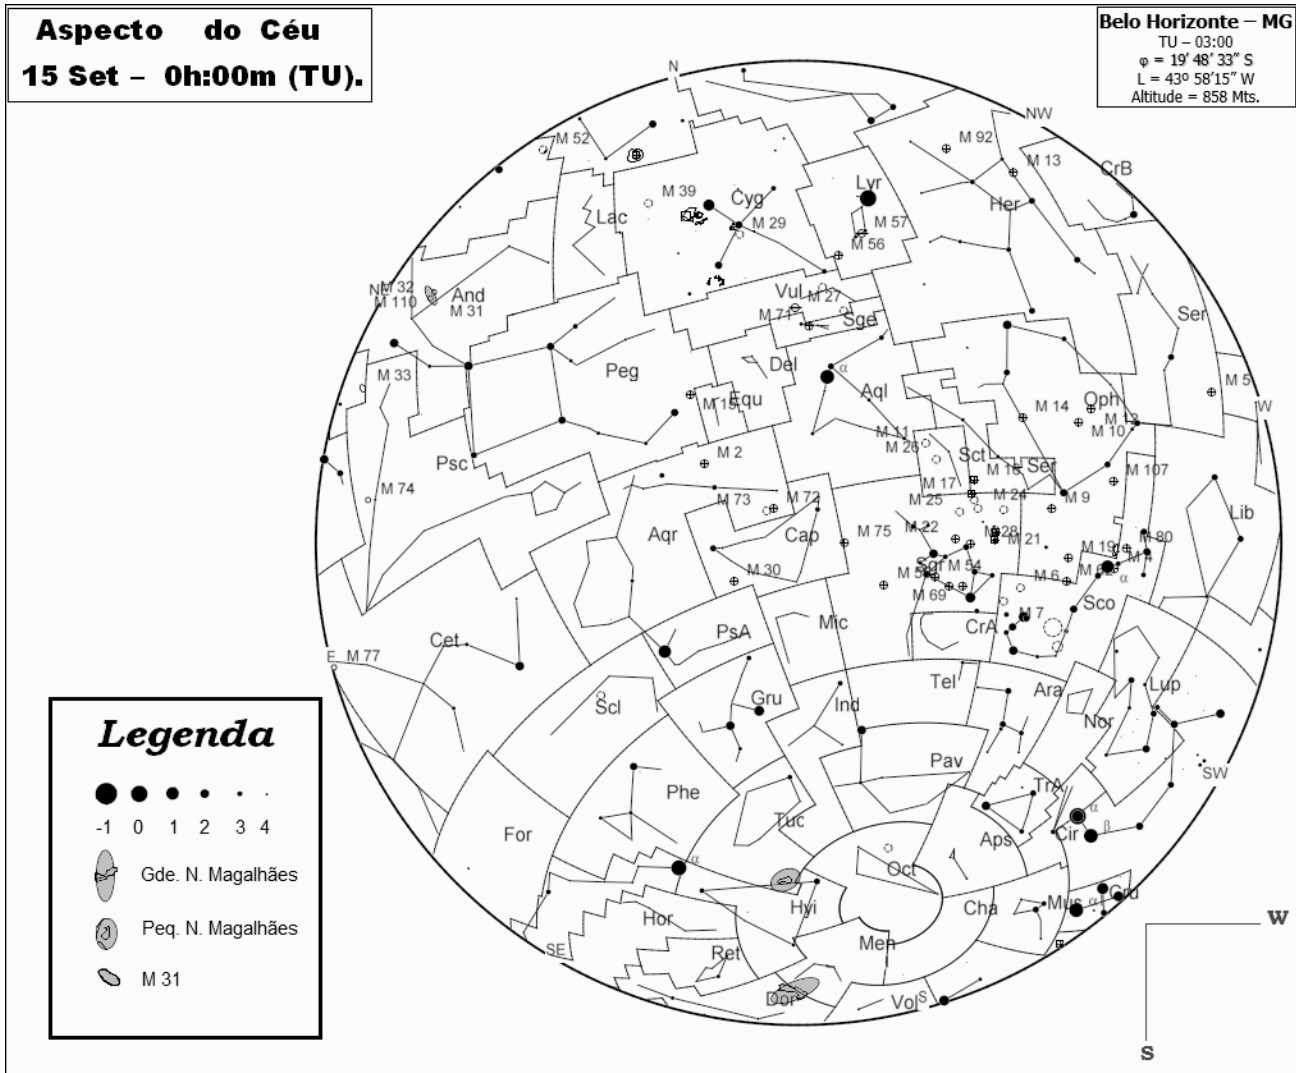 Aspecto do Céu
15 Set – 0h:00m (TU).
Belo Horizonte – MG
TU – 03:00
φ = 19' 48' 33" S
L = 43º 58'15" W
Altitude = 858 Mts.
N
NW
M 52
M 92
M 13
CrB
M 39
Cyg
Lyr
Her
Lac
M 29
M 57
M 56
NE
M 32
M 110
And
M 31
Vul
M 27
M 71
Sge
Ser
M 33
Peg
Del
α
Aql
M 5
M 15
Equ
M 14
Oph
M 12
M 10
W
M 11
M 26
Psc
M 2
Sct
M 16
Ser
M 107
M 74
M 73
M 72
M 17
M 25
M 24
M 9
Lib
Aqr
Cap
M 75
M 22
M 28
M 21
M 19
M 80
M 4
M 30
Sgr
M 54
M 6
M 62
α
M 69
Sco
Cet
PsA
Mic
CrA
M 7
E
M 77
Scl
Gru
Ind
Tel
Ara
Lup
Nor
Phe
Pav
SW
TrA
For
Tuc
Aps
Cir
α
β
α
Oct
Hor
Hyi
Cha
Mus
α
Cru
SE
Ret
Men
Dor
Vol
S
Legenda
-1 0 1 2 3 4
Gde. N. Magalhães
Peq. N. Magalhães
M 31
W
S